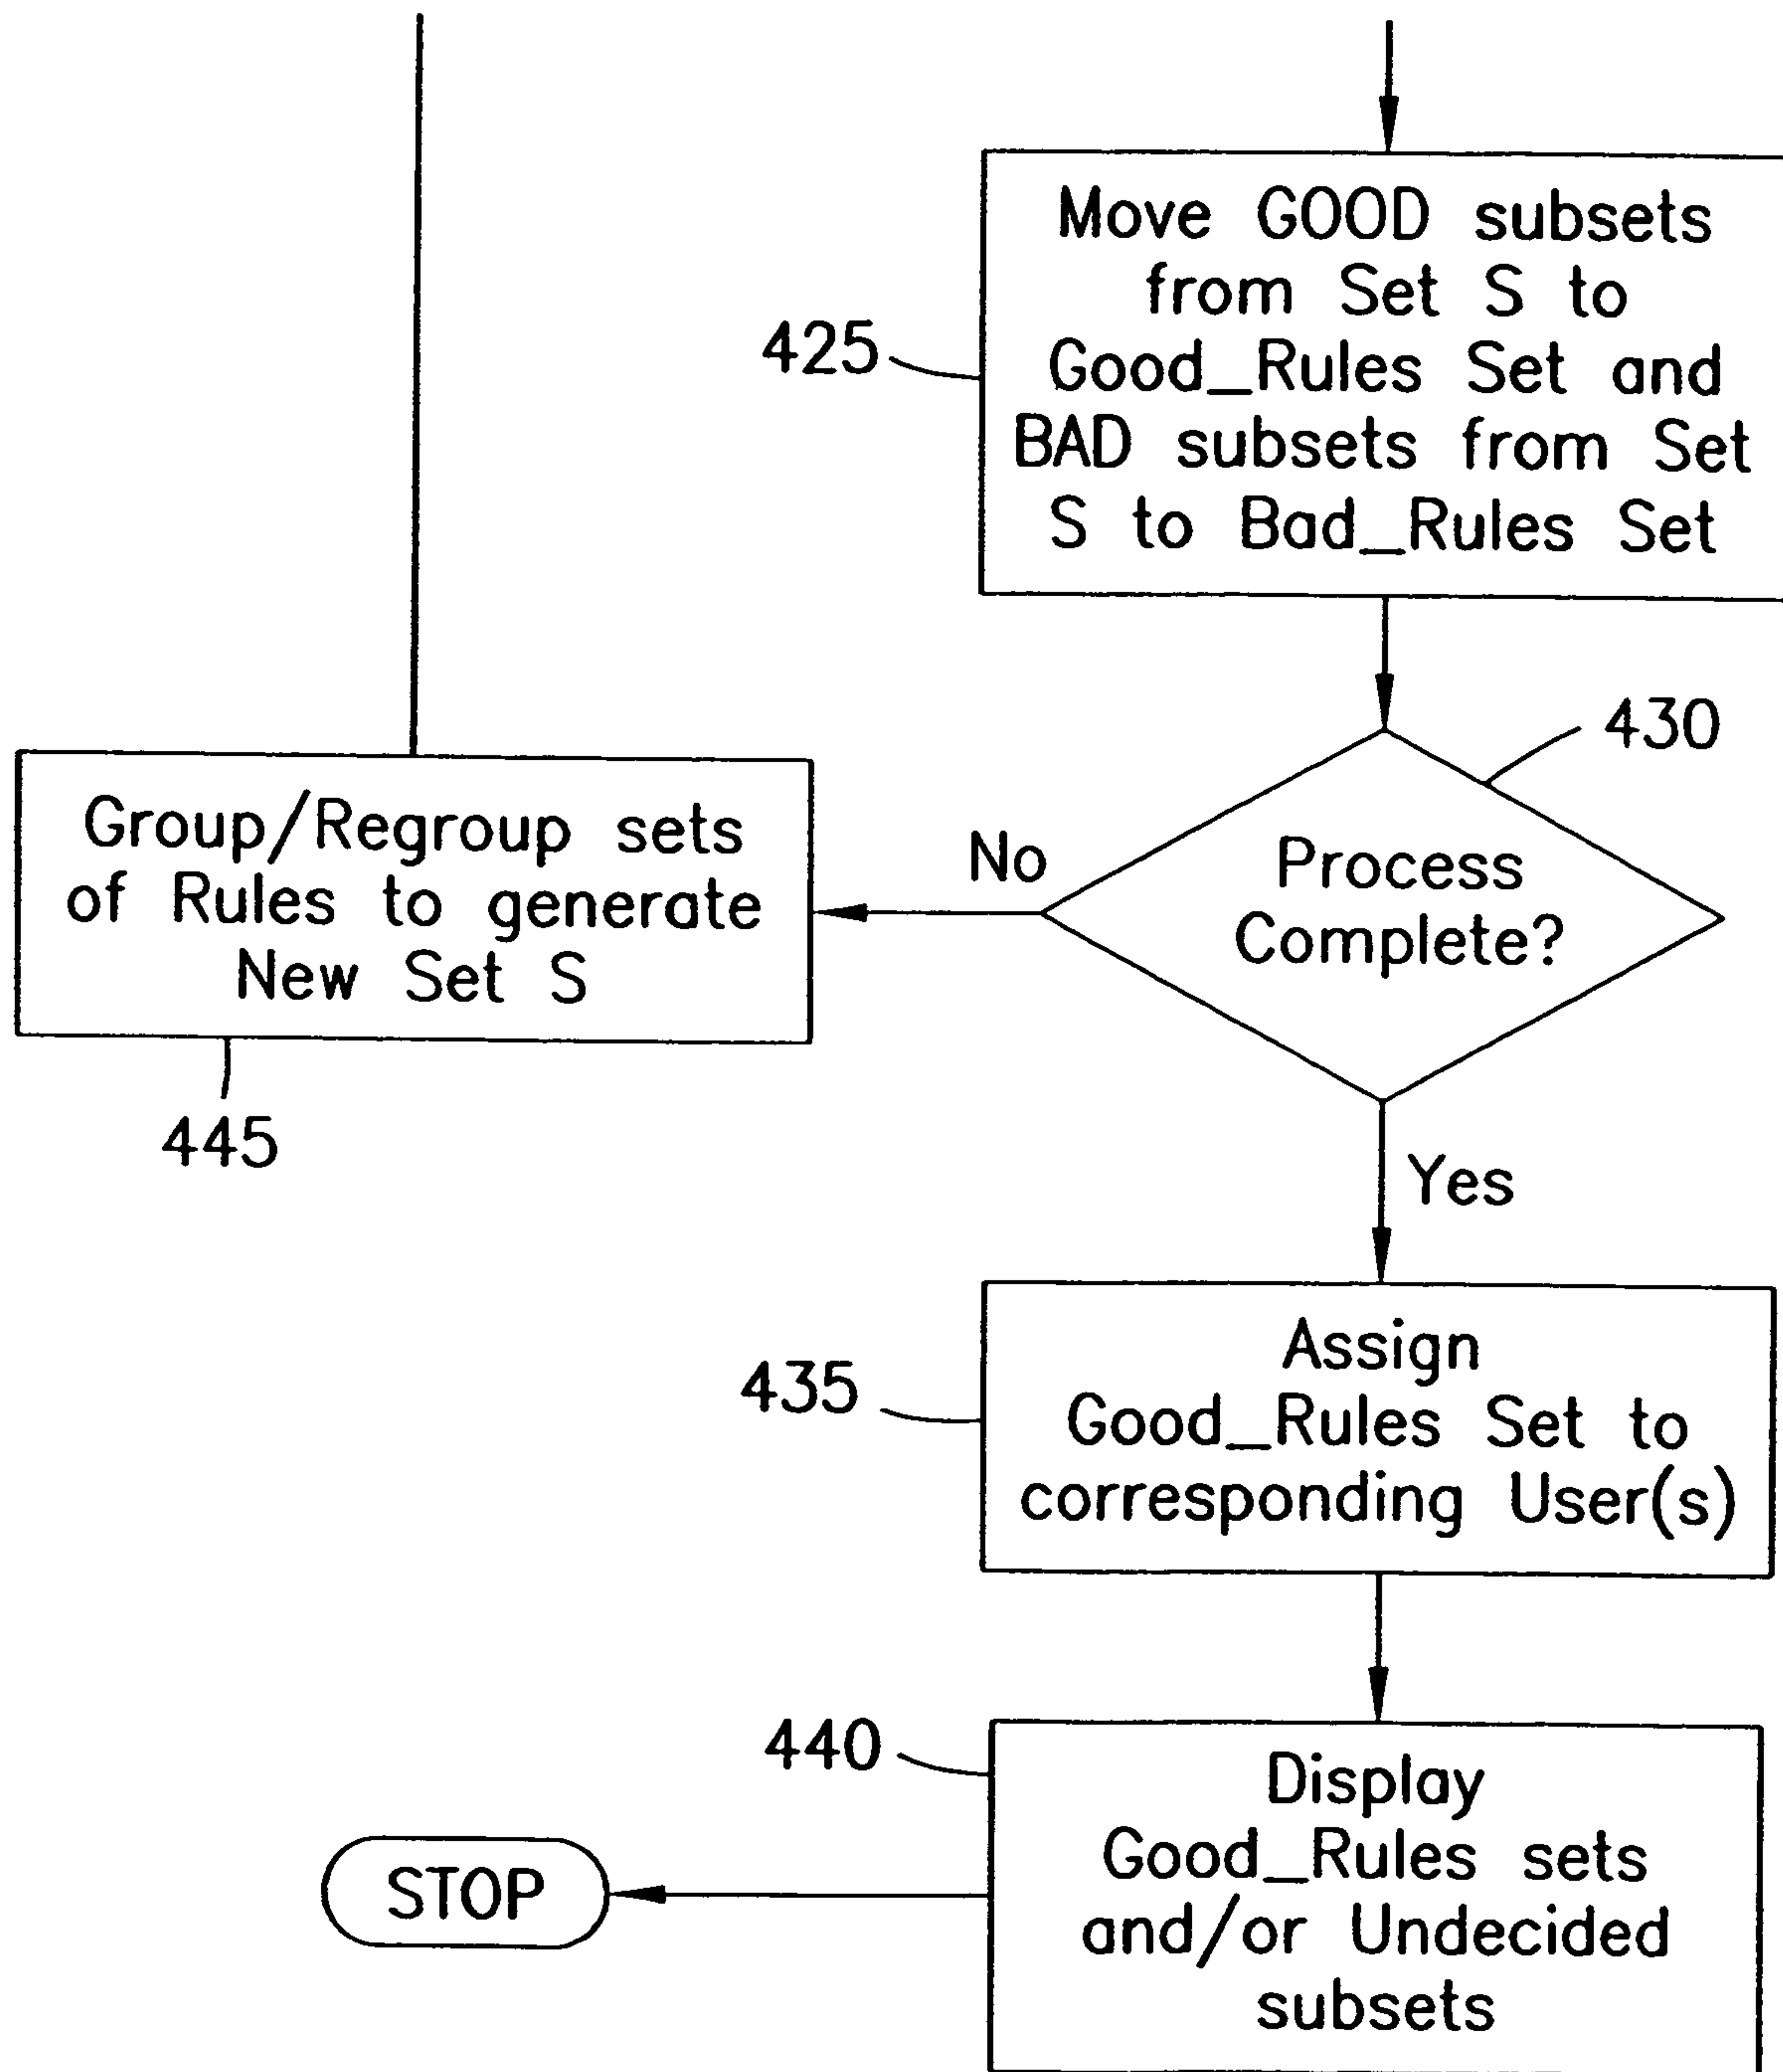 Move GOOD subsets
from Set S to
Good_Rules Set and
BAD subsets from Set
S to Bad_Rules Set
425
430
Process
Complete?
No
Group/Regroup sets
of Rules to generate
New Set S
445
Yes
Assign
Good_Rules Set to
corresponding User(s)
435
440
Display
Good_Rules sets
and/or Undecided
subsets
STOP